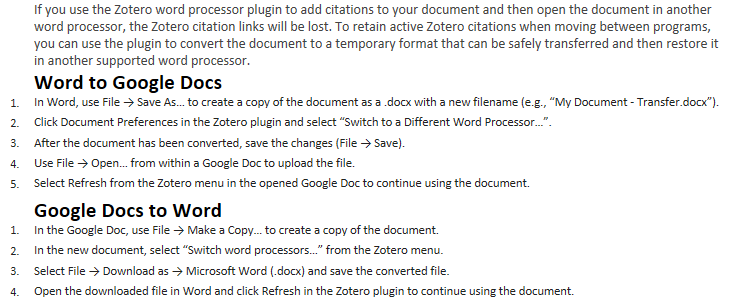 If you use the Zotero word processor plugin to add citations to your document and then open the document in another
word processor, the Zotero citation links will be lost. To retain active Zotero citations when moving between programs,
you can use the plugin to convert the document to a temporary format that can be safely transferred and then restore it
in another supported word processor.
Word to Google Docs
1. In Word, use File → Save As… to create a copy of the document as a .docx with a new filename (e.g., “My Document - Transfer.docx”).
2. Click Document Preferences in the Zotero plugin and select “Switch to a Different Word Processor…”.
3. After the document has been converted, save the changes (File → Save).
4. Use File → Open… from within a Google Doc to upload the file.
5. Select Refresh from the Zotero menu in the opened Google Doc to continue using the document.
Google Docs to Word
1. In the Google Doc, use File → Make a Copy… to create a copy of the document.
2. In the new document, select “Switch word processors…” from the Zotero menu.
3. Select File → Download as → Microsoft Word (.docx) and save the converted file.
4. Open the downloaded file in Word and click Refresh in the Zotero plugin to continue using the document.